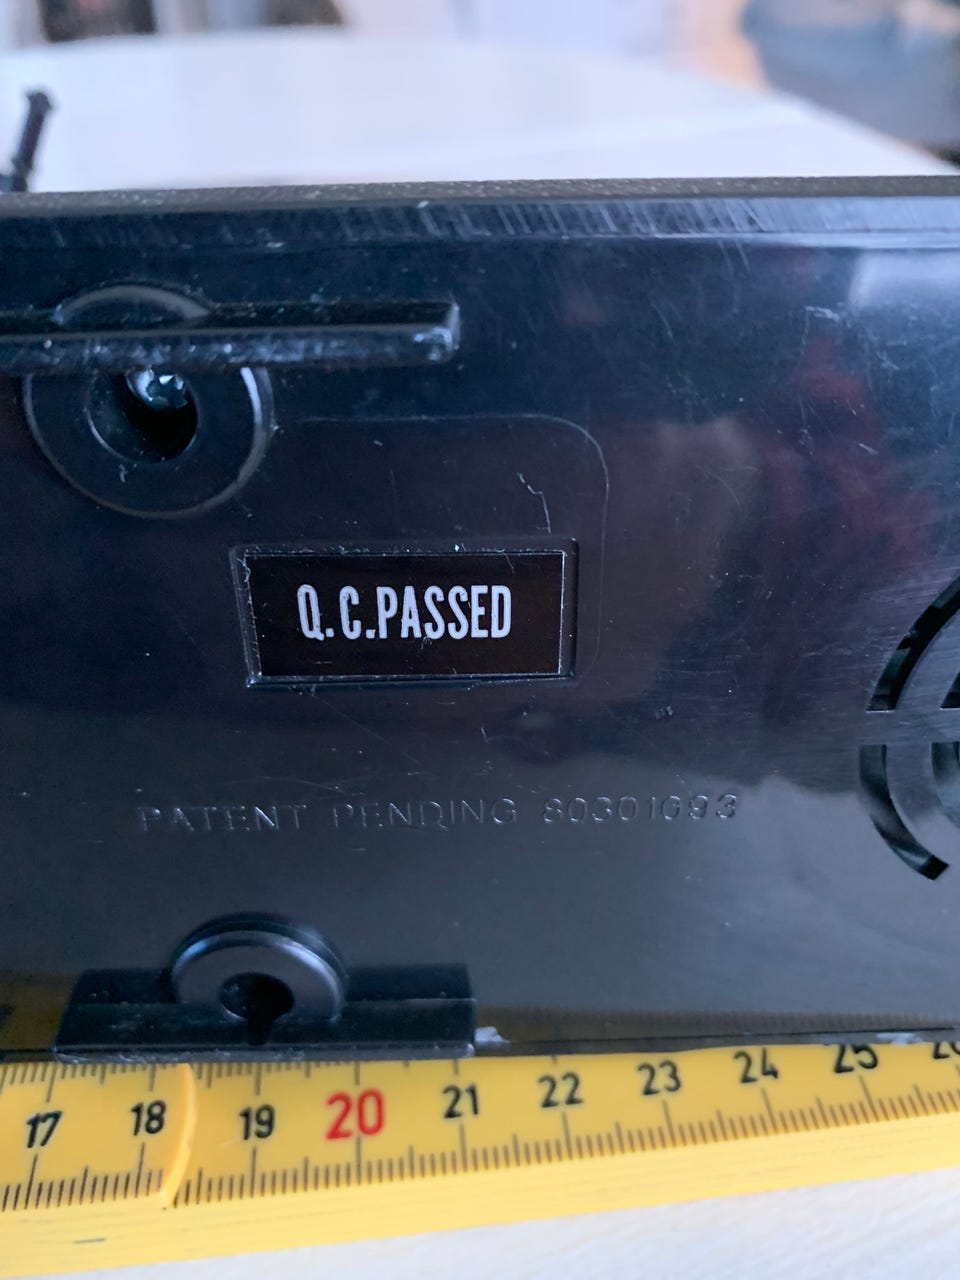 Q.C.PASSED
PATENT PENDING 80301093
17 18 19 20 21 22 23 24 25